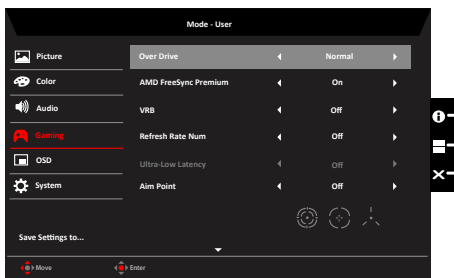 Mode - User
Picture
Over Drive Normal
AMD FreeSync Premium On
Color
Audio
VRB Off
Gaming
Refresh Rate Num Off
OSD
Ultra-Low Latency Off
System
Aim Point Off
Save Settings to...
Move Enter